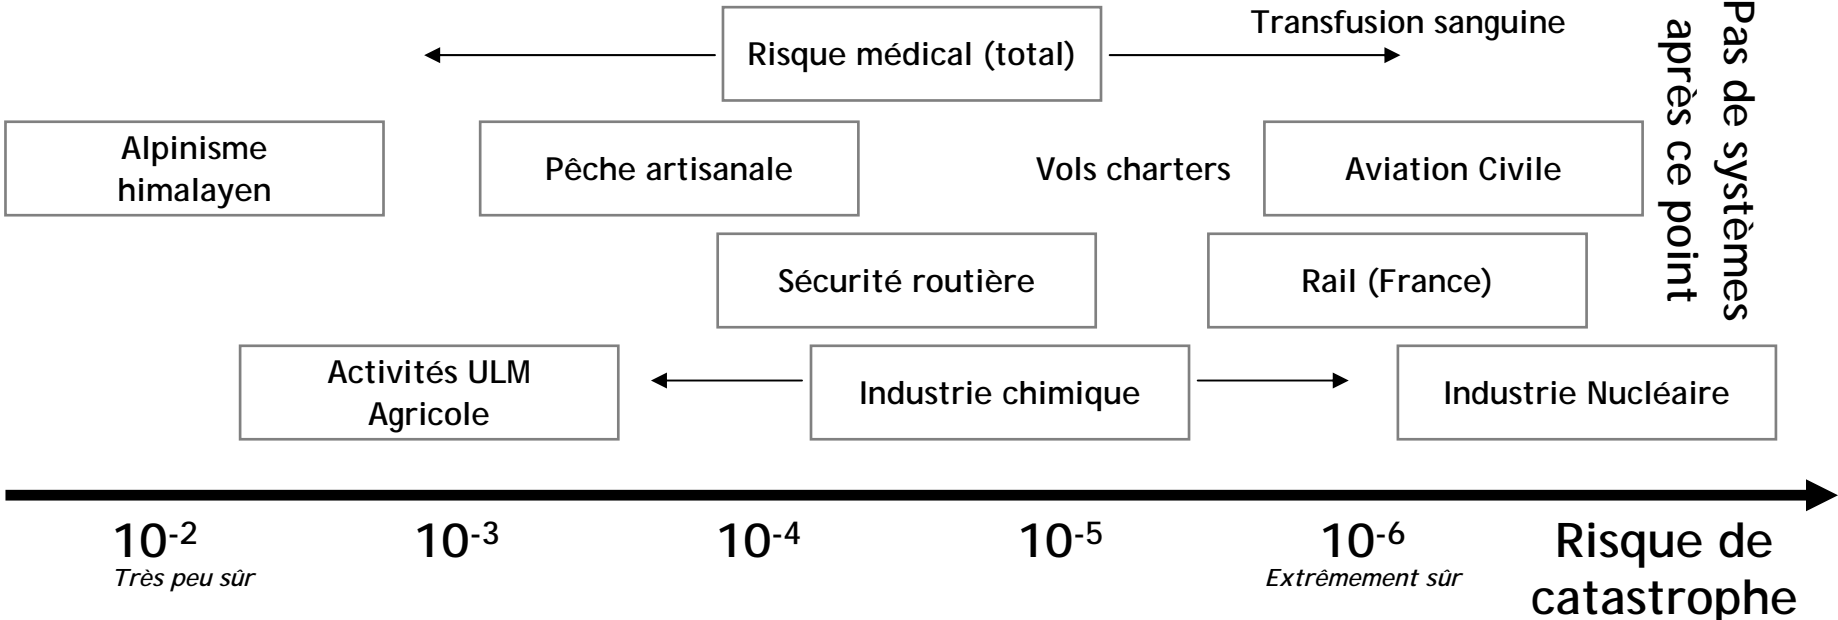 Transfusion sanguine
Risque médical (total)
Pas de systèmes
après ce point
Alpinisme
himalayen
Pêche artisanale
Vols charters
Aviation Civile
Sécurité routière
Rail (France)
Activités ULM
Agricole
Industrie chimique
Industrie Nucléaire
10-2
10-3
10-4
10-5
10-6
Risque de
catastrophe
Très peu sûr
Extrêmement sûr